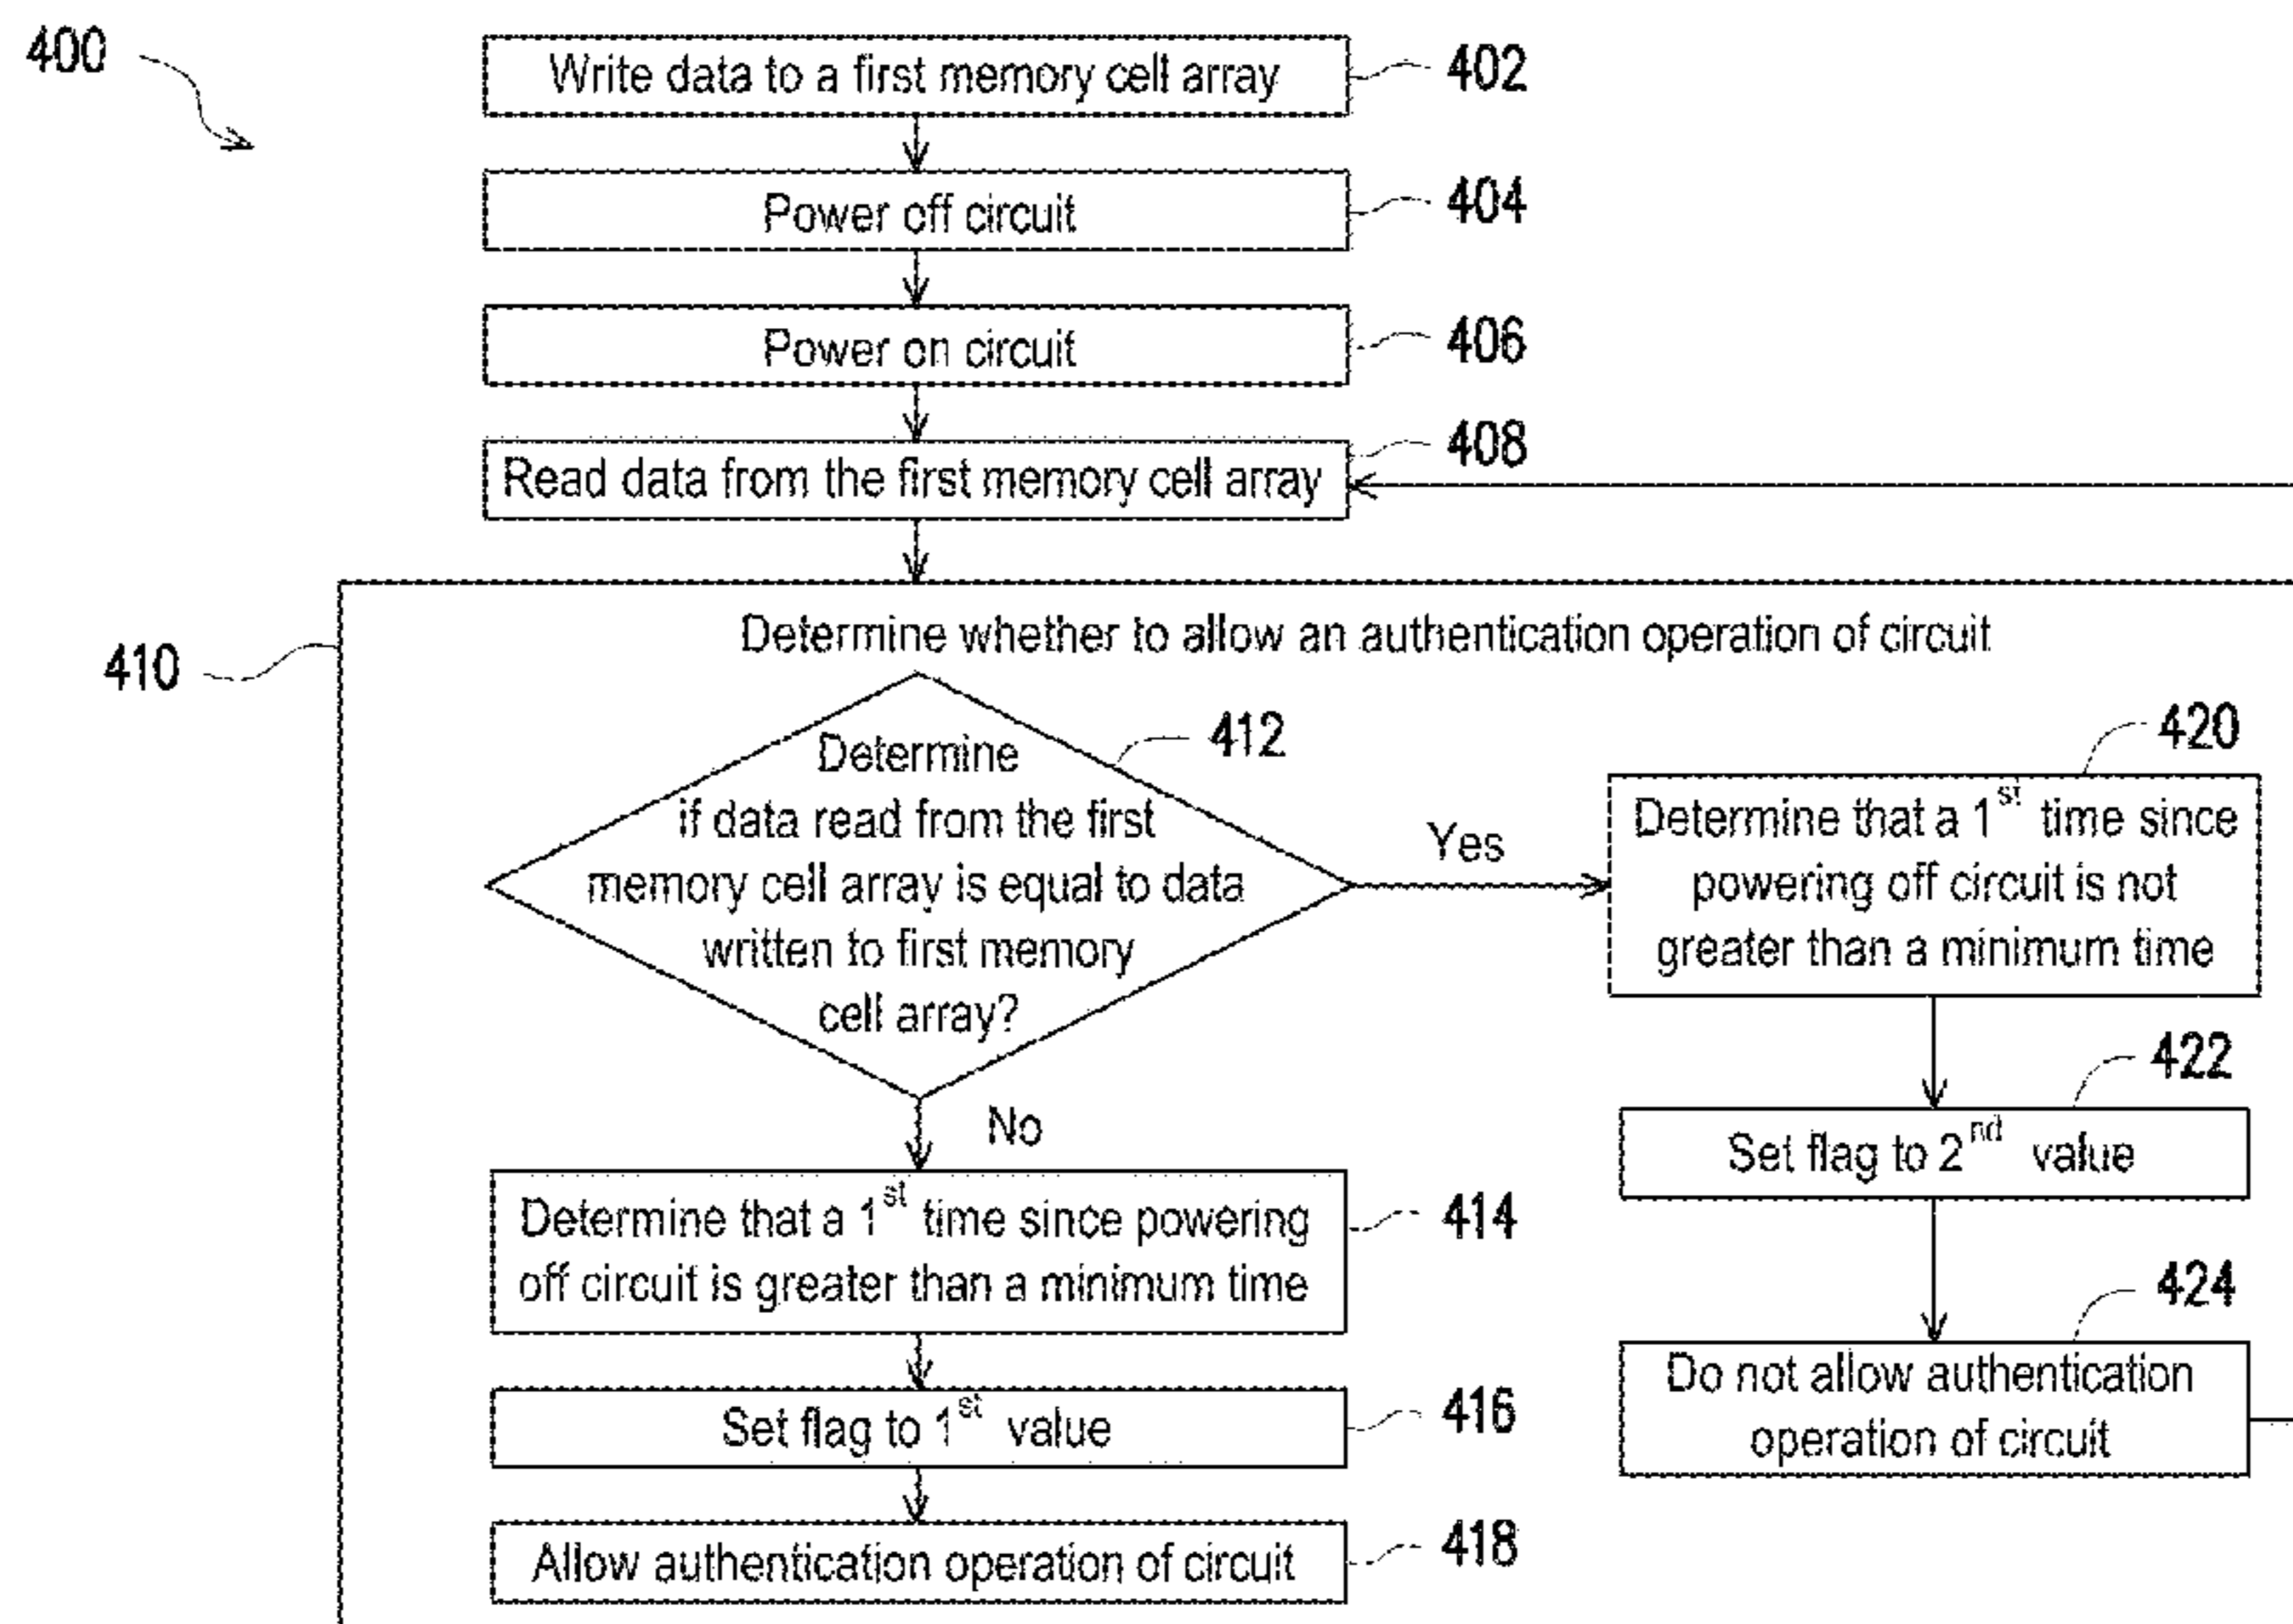 400
Write data to a first memory cell array
402
Power off circuit
404
Power on circuit
406
Read data from the first memory cell array
408
410
Determine whether to allow an authentication operation of circuit
412
Determine
if data read from the first
memory cell array is equal to data
written to first memory
cell array?
Yes
No
420
Determine that a 1st time since
powering off circuit is not
greater than a minimum time
422
Set flag to 2nd value
424
Do not allow authentication
operation of circuit
Determine that a 1st time since powering
off circuit is greater than a minimum time
414
Set flag to 1st value
416
Allow authentication operation of circuit
418